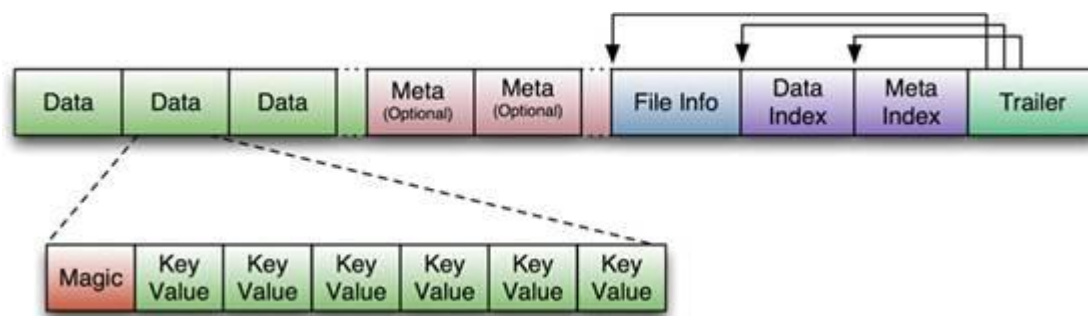 Data
Data
Data
Meta
(Optional)
Meta
(Optional)
File Info
Data
Index
Meta
Index
Trailer
Magic
Key
Value
Key
Value
Key
Value
Key
Value
Key
Value
Key
Value